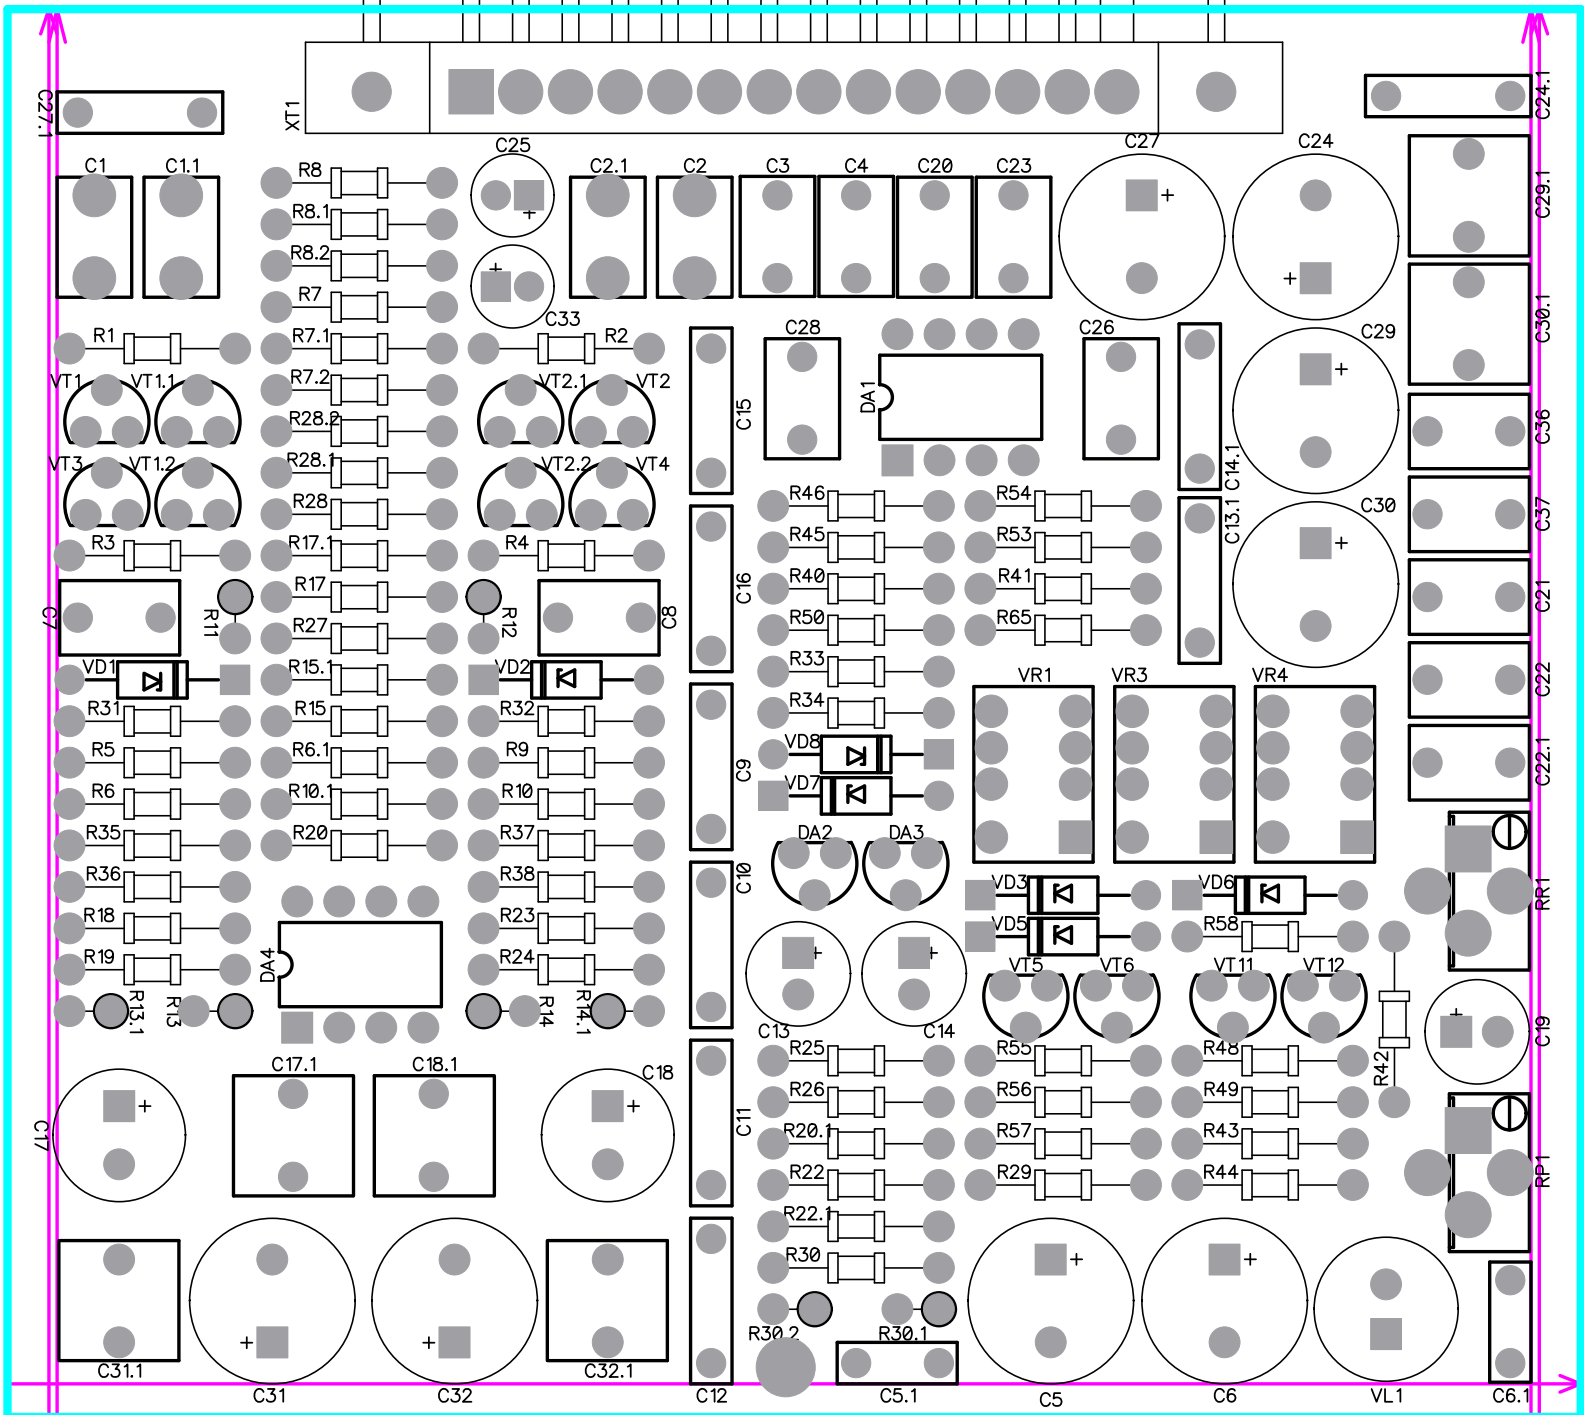 XT1
C27.1
C24.1
C1
C1.1
R8
C25
C2.1
C2
C3
C4
C20
C23
C27
C24
C29.1
+
+
R8.1
R8.2
+
+
R7
C33
C30.1
R1
R7.1
R2
C28
C26
C29
+
VT1
VT1.1
R7.2
VT2.1
VT2
DA1
R28.2
C15
C36
VT3
VT1.2
R28.1
VT2.2
VT4
C14.1
R28
R46
R54
C13.1
C30
C37
R3
R17.1
R4
R45
R53
+
R17
C16
R40
R41
C21
C7
R11
R12
C8
R27
R50
R65
VD1
R15.1
VD2
R33
VR1
VR3
VR4
C22
R31
R15
R32
R34
R5
R6.1
R9
VD8
C9
C22.1
R6
R10.1
R10
VD7
R35
R20
R37
DA2
DA3
R36
R38
C10
VD3
VD6
RR1
R18
R23
VD5
R58
R19
DA4
R24
+
+
VT5
VT6
VT11
VT12
R13.1
R13
R14
R14.1
C13
C14
+
C19
C17.1
C18.1
C18
R25
R55
R48
R42
+
+
R26
R56
R49
C17
C11
R20.1
R57
R43
R22
R29
R44
RP1
R22.1
R30
+
+
+
+
R30.2
R30.1
C31.1
C31
C32
C32.1
C12
C5.1
C5
C6
VL1
C6.1